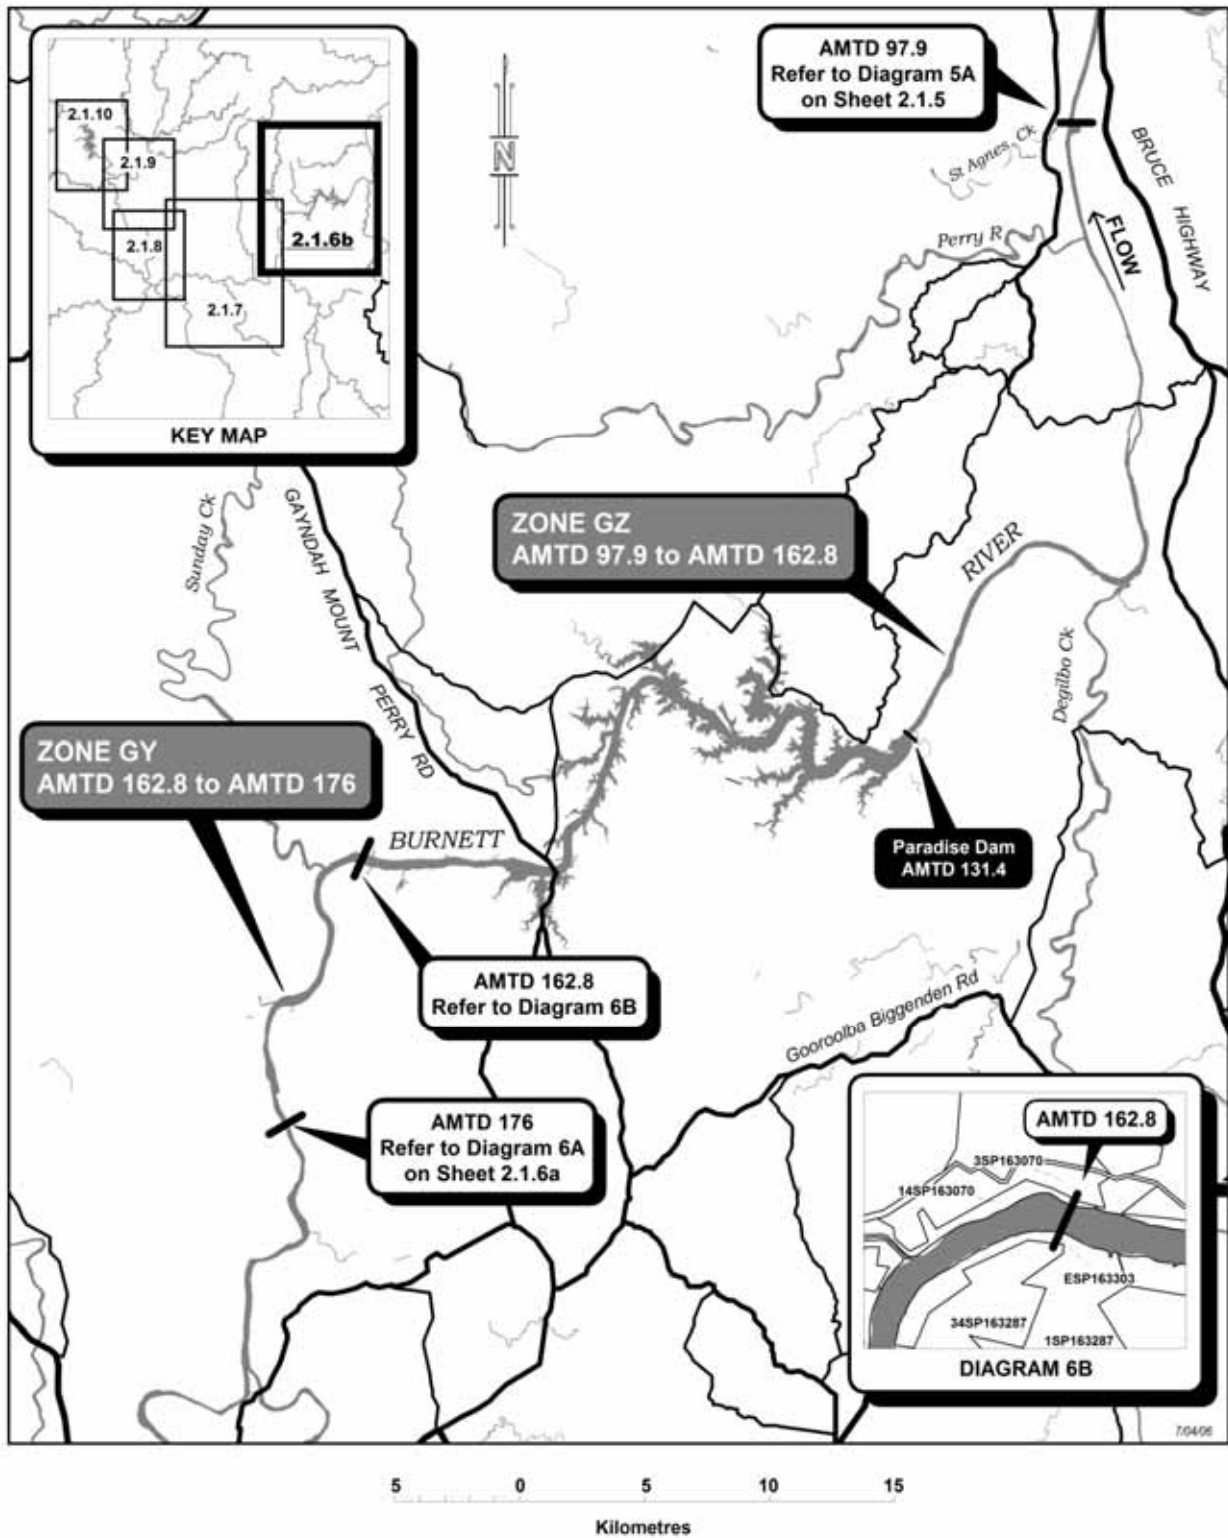 AMTD 97.9
Refer to Diagram 5A
on Sheet 2.1.5
2.1.10
2.1.9
2.1.8
2.1.6b
2.1.7
KEY MAP
N
St Agnes Ck
BRUCE HIGHWAY
Perry R
FLOW
Sunday Ck
GAYNDAH MOUNT PERRY RD
ZONE GZ
AMTD 97.9 to AMTD 162.8
RIVER
Degilbo Ck
ZONE GY
AMTD 162.8 to AMTD 176
BURNETT
Paradise Dam
AMTD 131.4
AMTD 162.8
Refer to Diagram 6B
Gooroolba Biggenden Rd
AMTD 176
Refer to Diagram 6A
on Sheet 2.1.6a
AMTD 162.8
3SP163070
14SP163070
ESP163303
34SP163287
1SP163287
DIAGRAM 6B
7/04/06
5 0 5 10 15
Kilometres